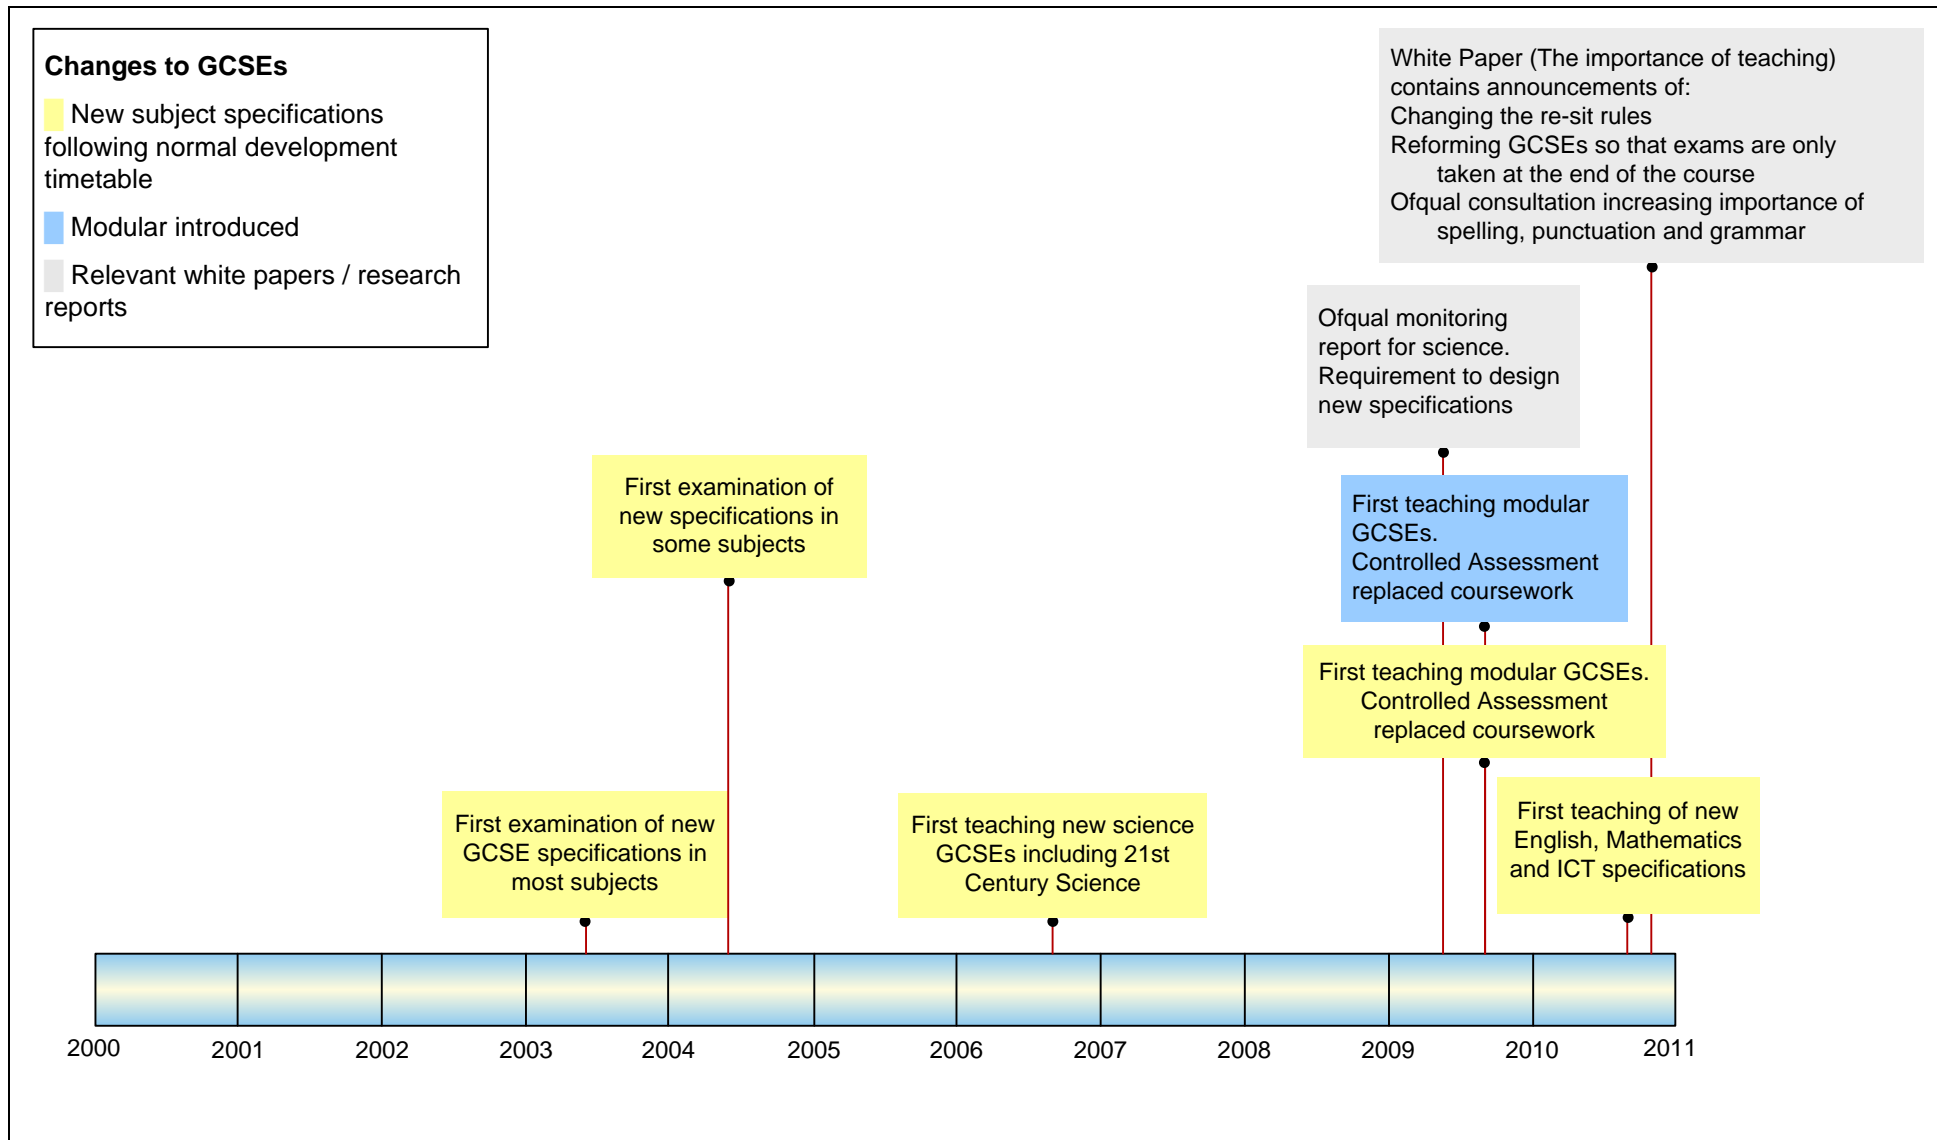 Changes to GCSEs
New subject specifications
following normal development
timetable
Modular introduced
Relevant white papers / research
reports
White Paper (The importance of teaching)
contains announcements of:
Changing the re-sit rules
Reforming GCSEs so that exams are only
taken at the end of the course
Ofqual consultation increasing importance of
spelling, punctuation and grammar
Ofqual monitoring
report for science.
Requirement to design
new specifications
First examination of
new specifications in
some subjects
First teaching modular
GCSEs.
Controlled Assessment
replaced coursework
First teaching modular GCSEs.
Controlled Assessment
replaced coursework
First examination of new
GCSE specifications in
most subjects
First teaching new science
GCSEs including 21st
Century Science
First teaching of new
English, Mathematics
and ICT specifications
2000 2001 2002 2003 2004 2005 2006 2007 2008 2009 2010 2011